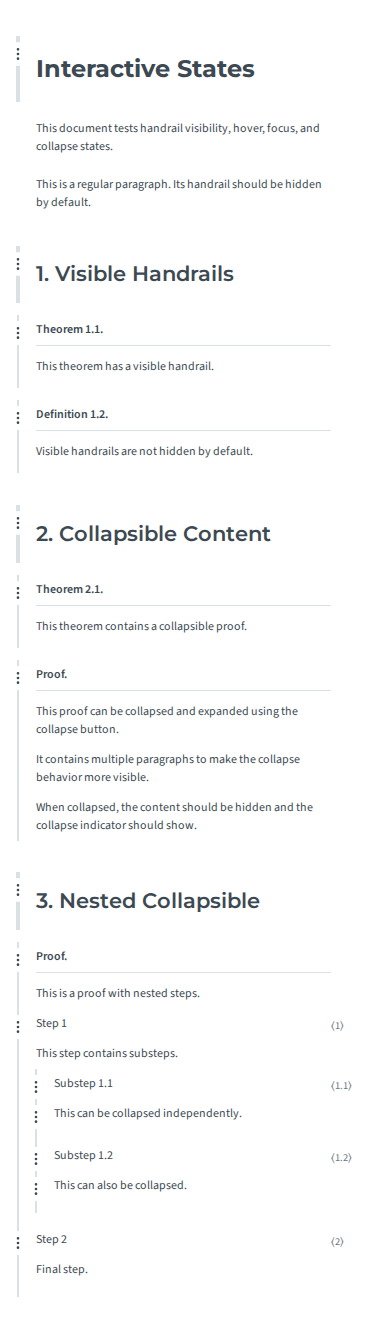 Interactive States
This document tests handrail visibility, hover, focus, and
collapse states.
This is a regular paragraph. Its handrail should be hidden
by default.
1. Visible Handrails
Theorem 1.1.
This theorem has a visible handrail.
Definition 1.2.
Visible handrails are not hidden by default.
2. Collapsible Content
Theorem 2.1.
This theorem contains a collapsible proof.
Proof.
This proof can be collapsed and expanded using the
collapse button.
It contains multiple paragraphs to make the collapse
behavior more visible.
When collapsed, the content should be hidden and the
collapse indicator should show.
3. Nested Collapsible
Proof.
This is a proof with nested steps.
Step 1 ⟨1⟩
This step contains substeps.
Substep 1.1 ⟨1.1⟩
This can be collapsed independently.
Substep 1.2 ⟨1.2⟩
This can also be collapsed.
Step 2 ⟨2⟩
Final step.